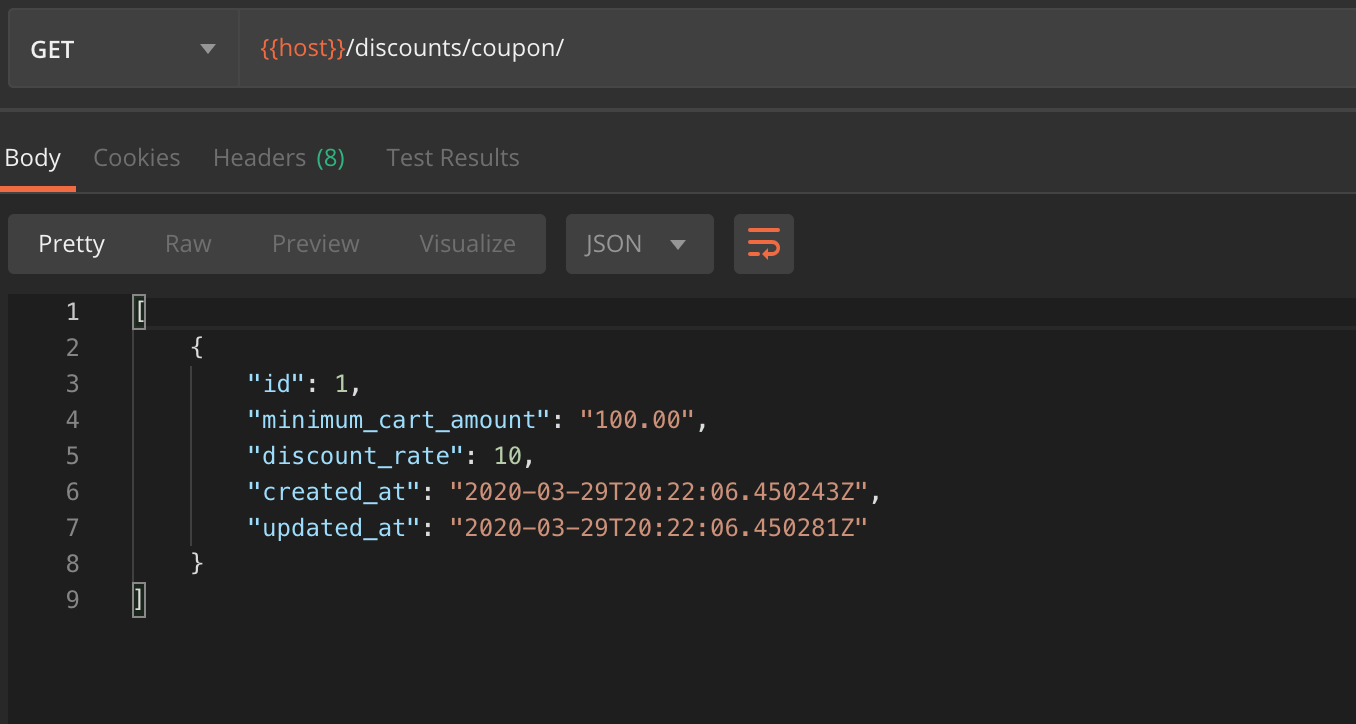 GET {{host}}/discounts/coupon/
Body Cookies Headers (8) Test Results
Pretty Raw Preview Visualize JSON
1 [
2 {
3 "id": 1,
4 "minimum_cart_amount": "100.00",
5 "discount_rate": 10,
6 "created_at": "2020-03-29T20:22:06.450243Z",
7 "updated_at": "2020-03-29T20:22:06.450281Z"
8 }
9 ]